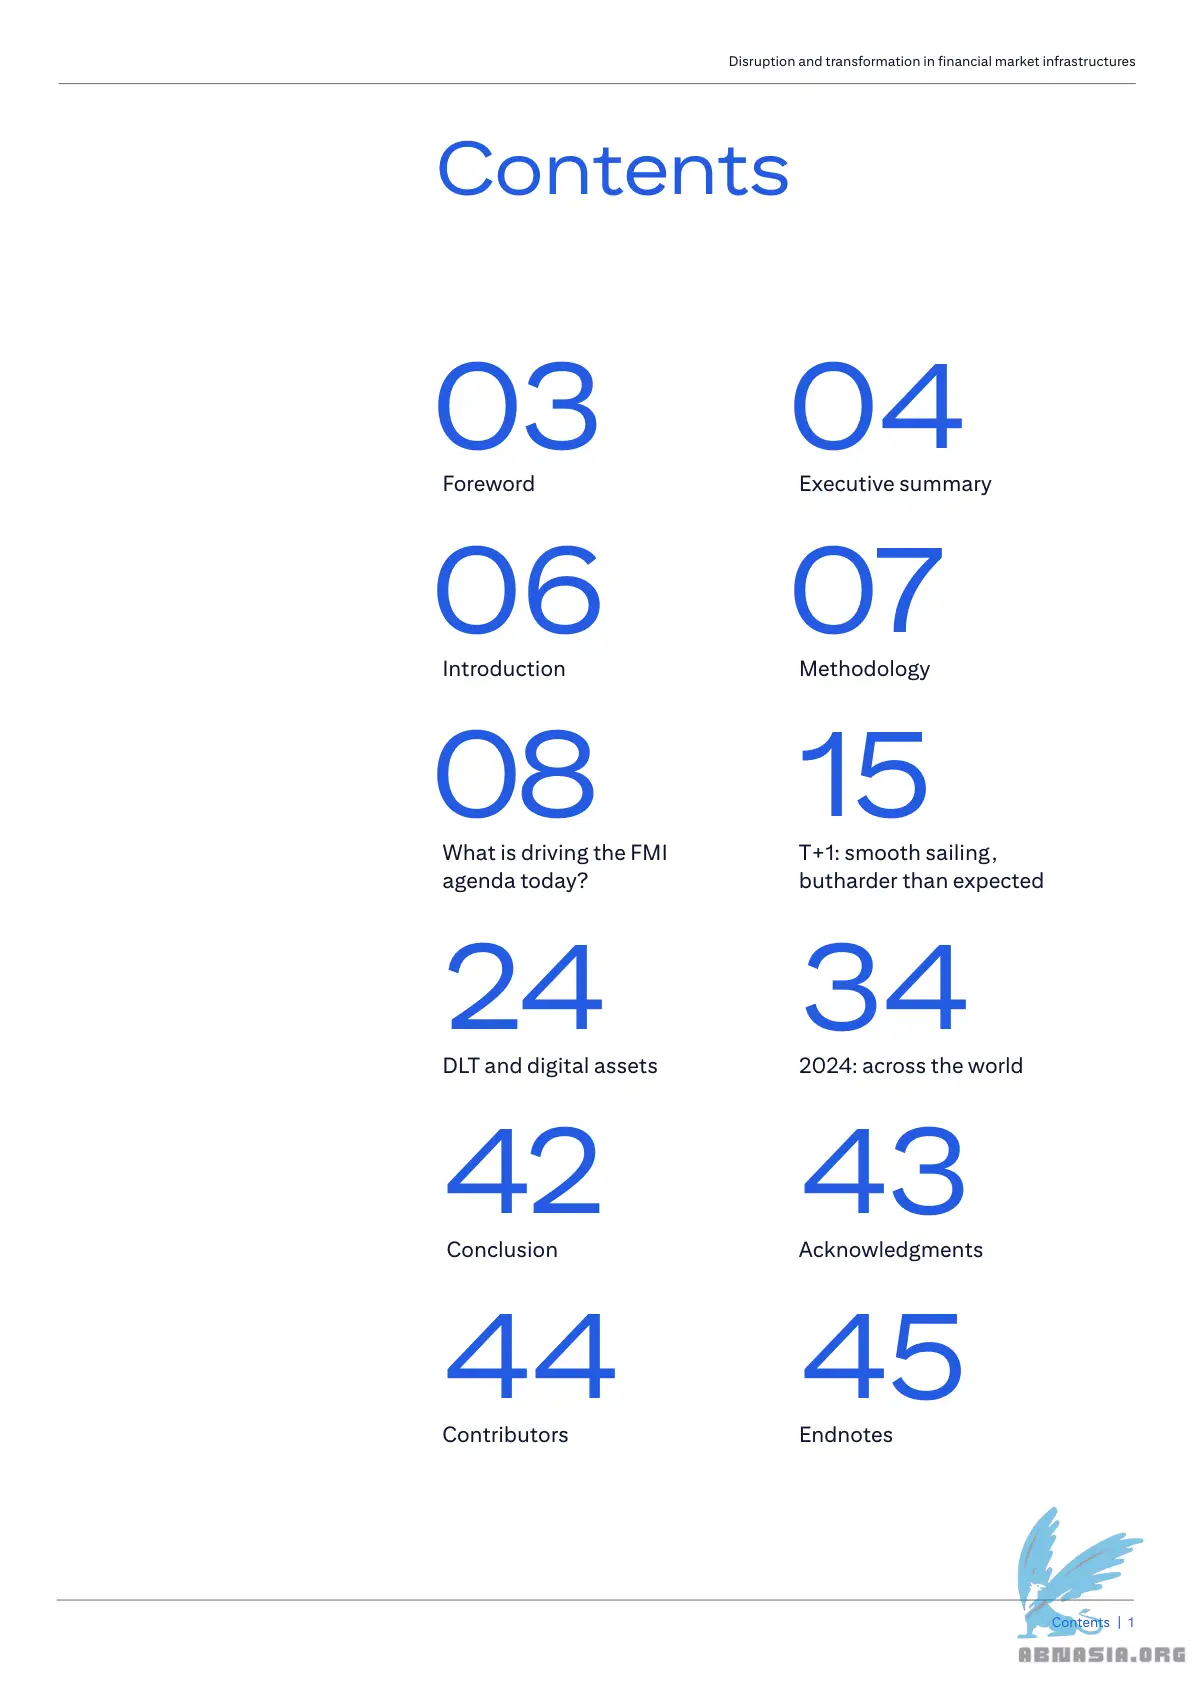 Disruption and transformation in financial market infrastructures
Contents
03
Foreword
04
Executive summary
06
Introduction
07
Methodology
08
What is driving the FMI
agenda today?
15
T+1: smooth sailing,
butharder than expected
24
DLT and digital assets
34
2024: across the world
42
Conclusion
43
Acknowledgments
44
Contributors
45
Endnotes
Contents | 1
ABNASIA.ORG